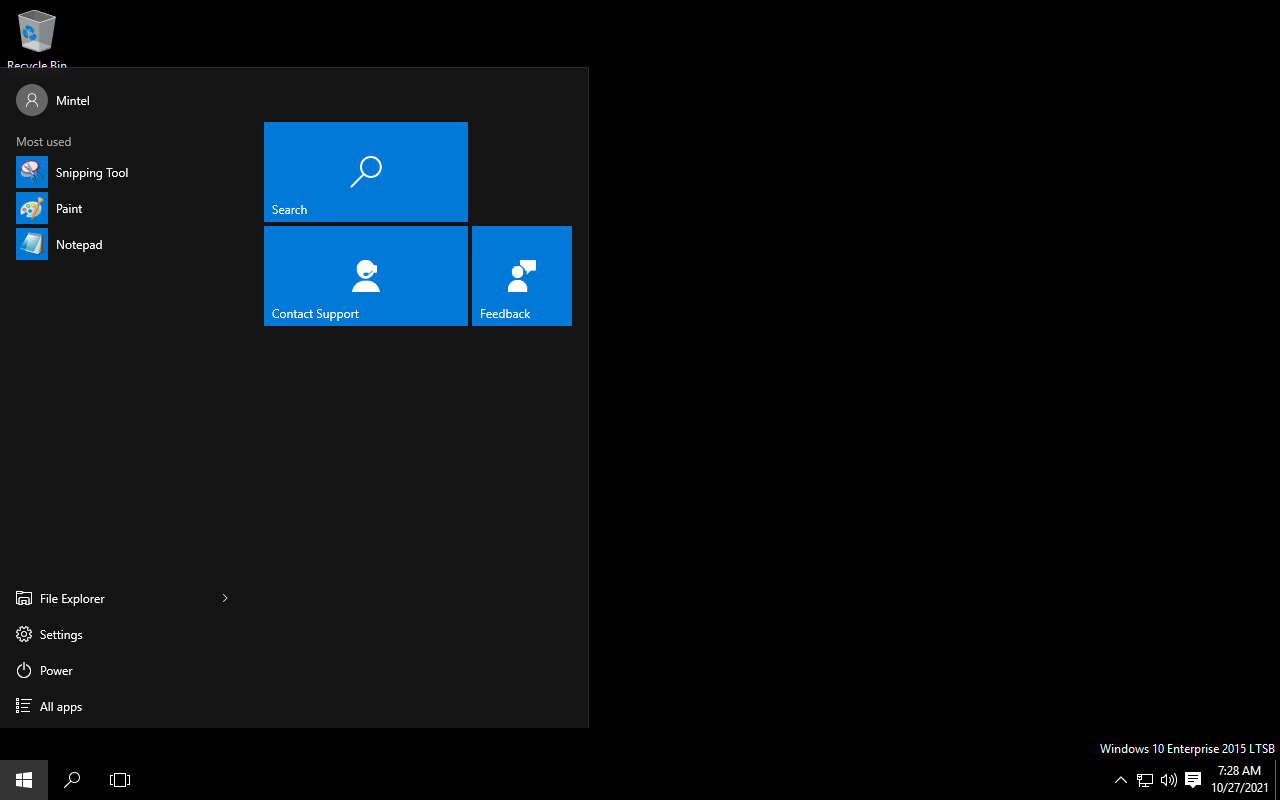 Recycle Bin
Mintel
Most used
Snipping Tool
Paint
Notepad
Search
Contact Support
Feedback
File Explorer
Settings
Power
All apps
Windows 10 Enterprise 2015 LTSB
7:28 AM
10/27/2021